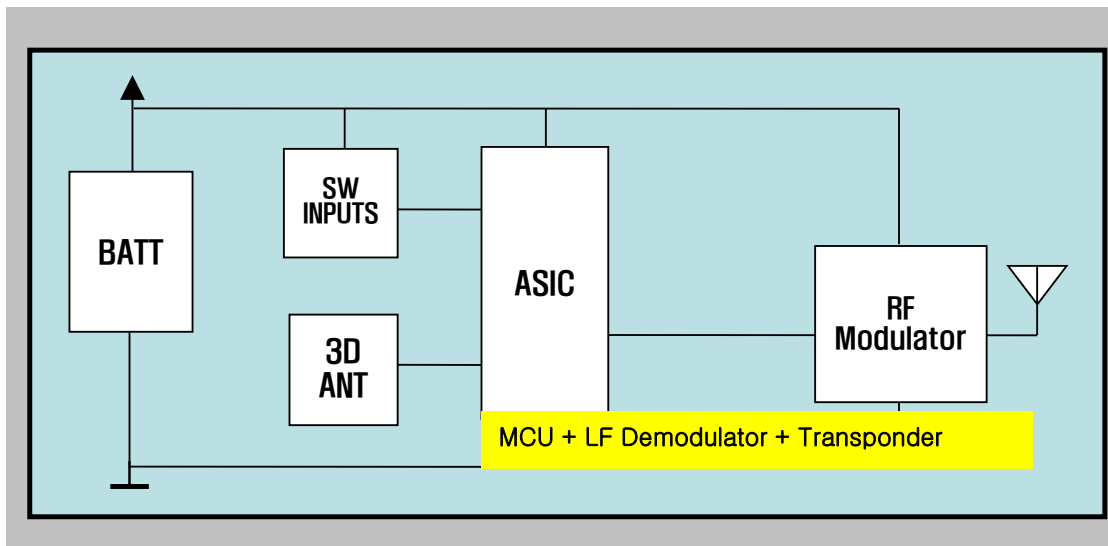 BATT
SW
INPUTS
3D
ANT
ASIC
RF
Modulator
MCU + LF Demodulator + Transponder